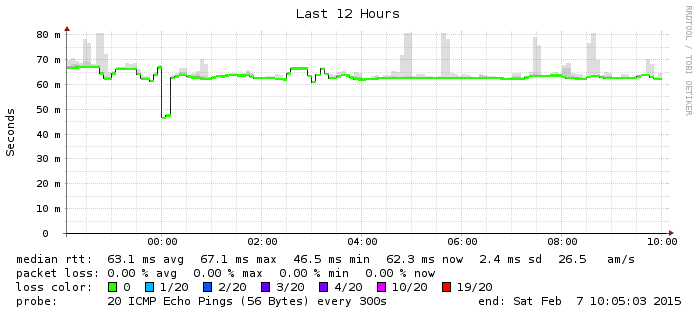 Last 12 Hours
RRDTOOL / TOBI OETIKER
Seconds
80 m
70 m
60 m
50 m
40 m
30 m
20 m
10 m
0
00:00 02:00 04:00 06:00 08:00 10:00
median rtt: 63.1 ms avg 67.1 ms max 46.5 ms min 62.3 ms now 2.4 ms sd 26.5 am/s
packet loss: 0.00 % avg 0.00 % max 0.00 % min 0.00 % now
loss color: 0 1/20 2/20 3/20 4/20 10/20 19/20
probe: 20 ICMP Echo Pings (56 Bytes) every 300s end: Sat Feb 7 10:05:03 2015